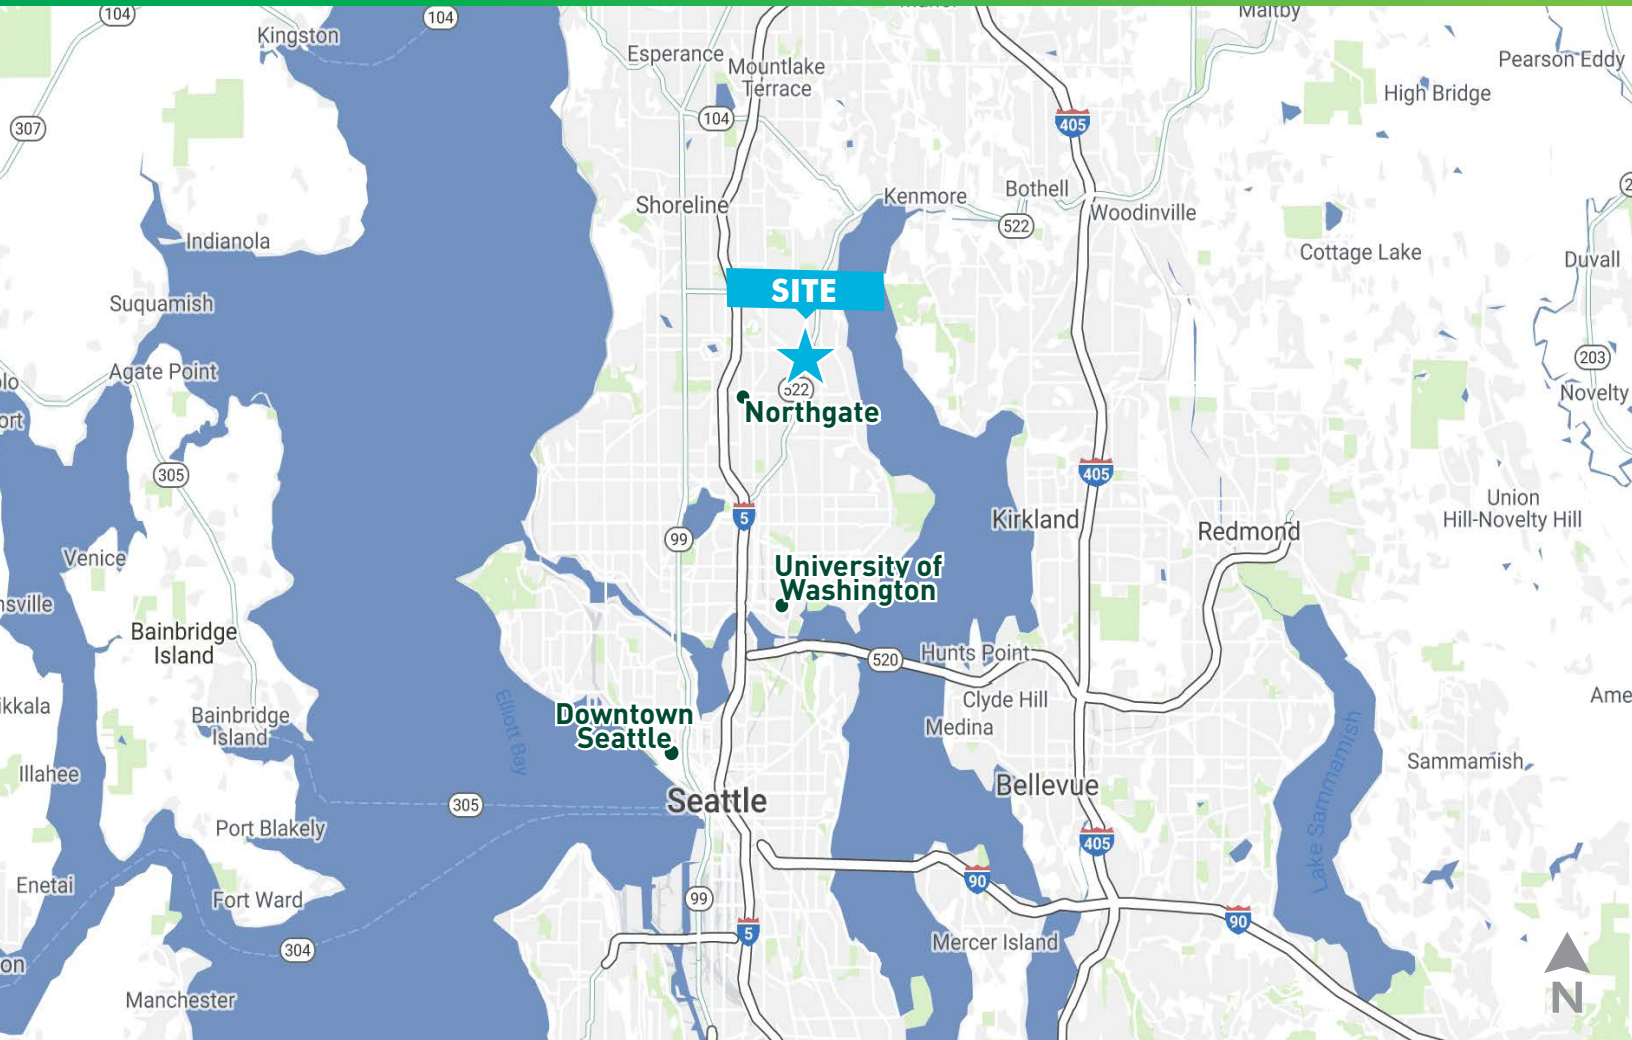 104
104
Kingston
Maltby
Esperance
Mountlake
Terrace
Pearson Eddy
High Bridge
307
104
405
Shoreline
Kenmore
Bothell
522
Woodinville
Indianola
Cottage Lake
Duvall
SITE
Suquamish
Agate Point
203
522
Novelty
Northgate
305
405
Union
Hill-Novelty Hill
5
Kirkland
Redmond
99
Venice
University of
Washington
Bainbridge
Island
520
Hunts Point
Clyde Hill
Medina
Elliott Bay
Downtown
Seattle
Bainbridge
Island
Lake Sammamish
Sammamish
Illahee
Bellevue
Seattle
305
Port Blakely
405
90
Enetai
Fort Ward
99
90
5
Mercer Island
304
Manchester
N